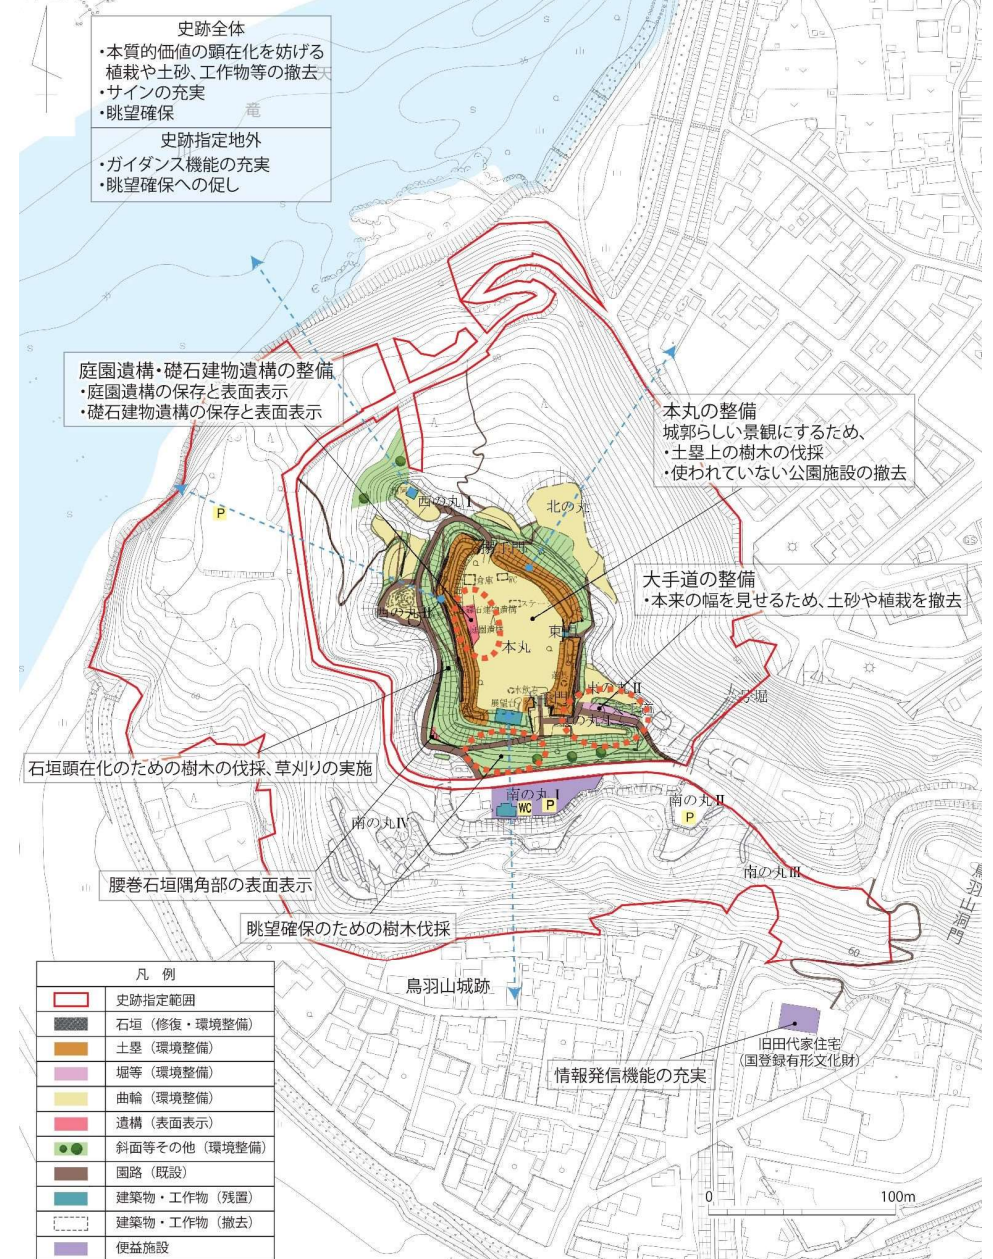 史跡全体
・本質的価値の顕在化を妨げる
植栽や土砂、工作物等の撤去
・サインの充実
・眺望確保
史跡指定地外
・ガイダンス機能の充実
・眺望確保への促し
天
竜
庭園遺構・礎石建物遺構の整備
・庭園遺構の保存と表面表示
・礎石建物遺構の保存と表面表示
本丸の整備
城郭らしい景観にするため、
・土塁上の樹木の伐採
・使われていない公園施設の撤去
P
西の丸Ⅰ
北の丸
大手道の整備
・本来の幅を見せるため、土砂や植栽を撤去
倉庫
WC
西の丸Ⅱ
本丸
石垣顕在化のための樹木の伐採、草刈りの実施
南の丸Ⅰ
WC
P
南の丸Ⅱ
P
南の丸Ⅳ
南の丸Ⅲ
腰巻石垣隅角部の表面表示
眺望確保のための樹木伐採
鳥羽山洞門
60
鳥羽山城跡
旧田代家住宅
(国登録有形文化財)
情報発信機能の充実
0
100m
凡 例
史跡指定範囲
石垣（修復・環境整備）
土塁（環境整備）
堀等（環境整備）
曲輪（環境整備）
遺構（表面表示）
斜面等その他（環境整備）
園路（既設）
建築物・工作物（残置）
建築物・工作物（撤去）
便益施設